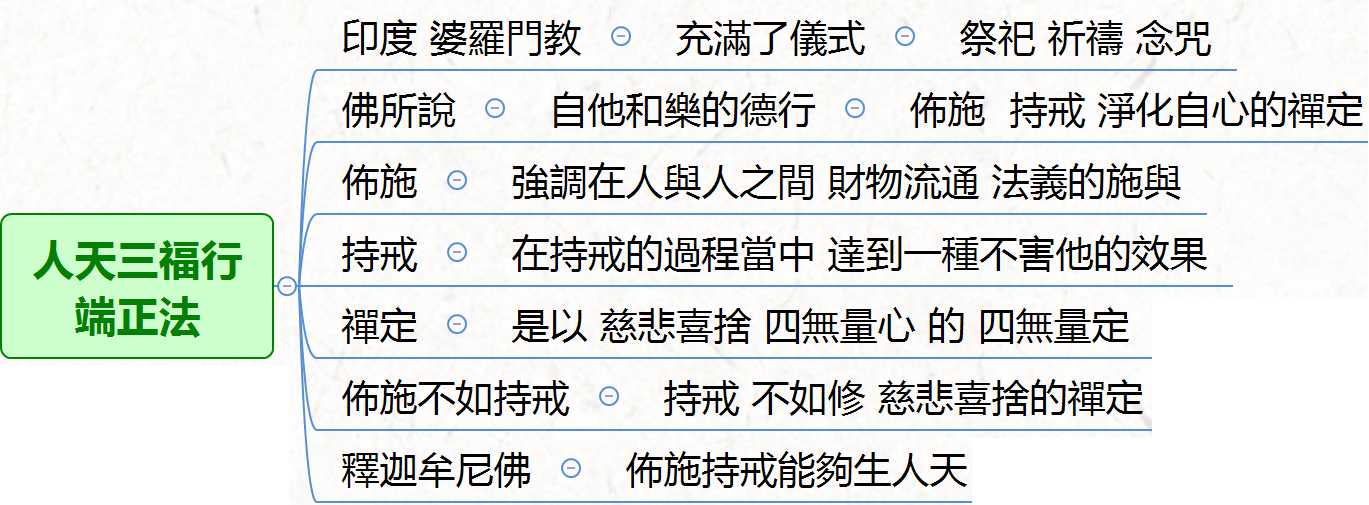 印度 婆羅門教 充滿了儀式 祭祀 祈禱 念咒
佛所說 自他和樂的德行 佈施 持戒 淨化自心的禪定
佈施 強調在人與人之間 財物流通 法義的施與
持戒 在持戒的過程當中 達到一種不害他的效果
人天三福行
端正法
禪定 是以 慈悲喜捨 四無量心 的 四無量定
佈施不如持戒 持戒 不如修 慈悲喜捨的禪定
釋迦牟尼佛 佈施持戒能夠生人天